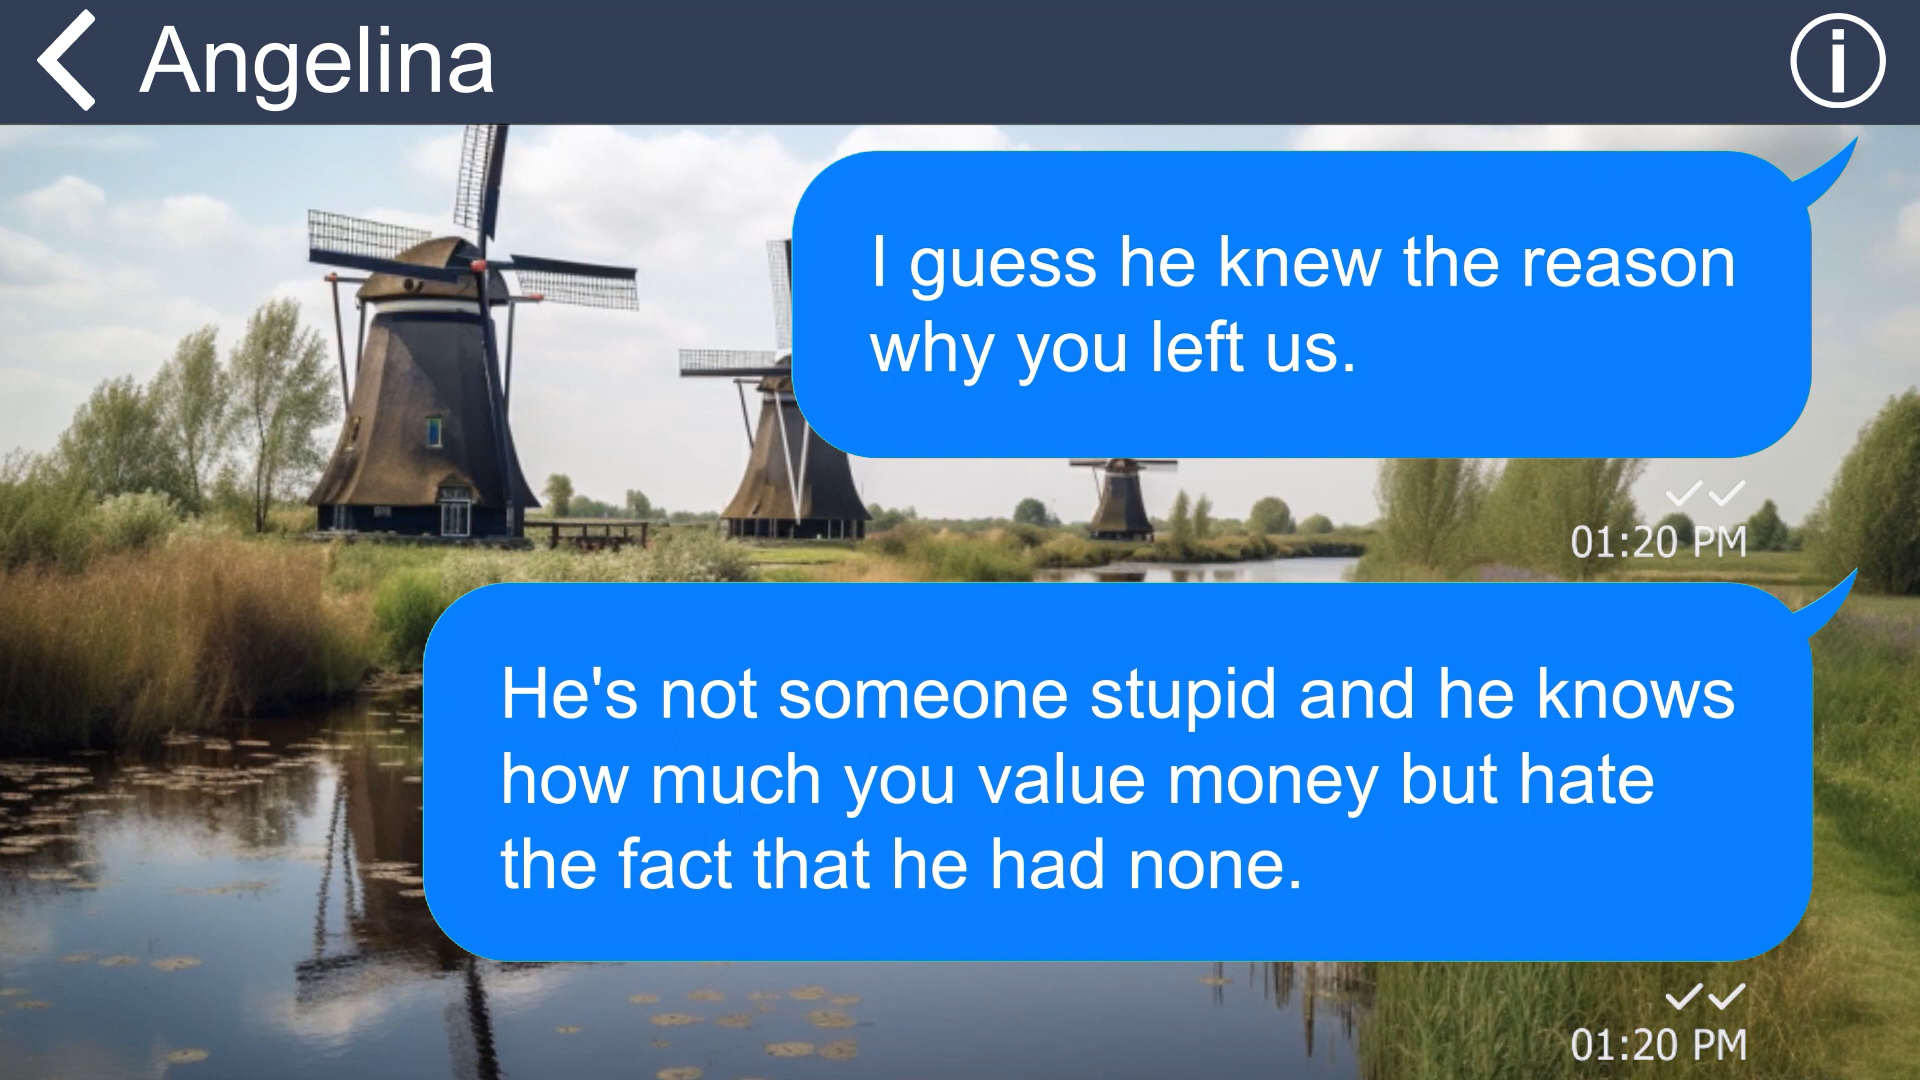 Angelina
I guess he knew the reason
why you left us.
01:20 PM
He's not someone stupid and he knows
how much you value money but hate
the fact that he had none.
01:20 PM